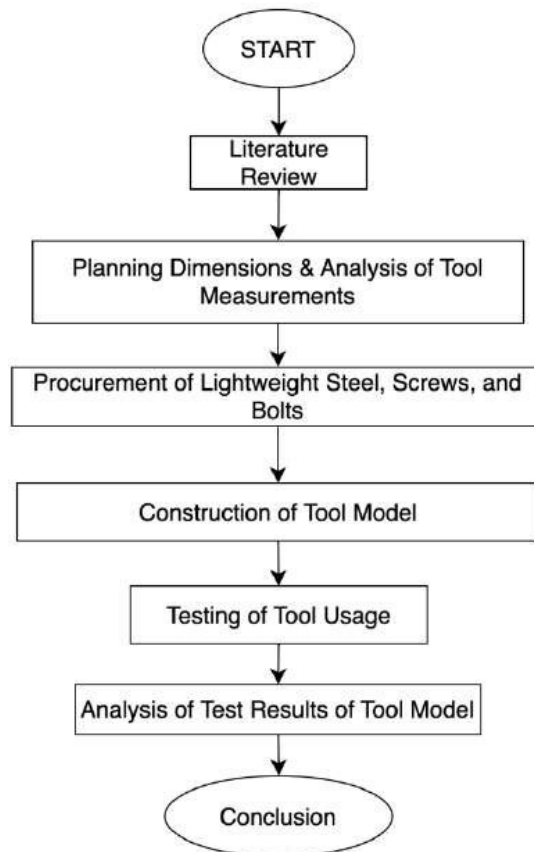 START
Literature
Review
Planning Dimensions & Analysis of Tool
Measurements
Procurement of Lightweight Steel, Screws, and
Bolts
Construction of Tool Model
Testing of Tool Usage
Analysis of Test Results of Tool Model
Conclusion